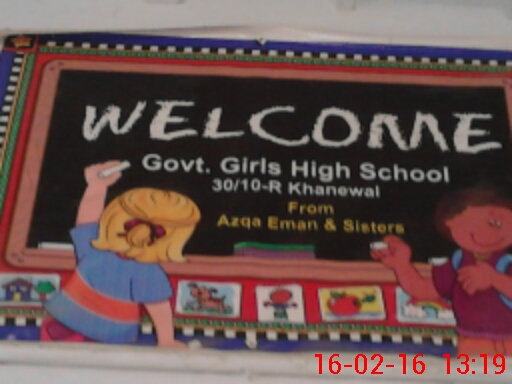 WELCOME
Govt. Girls High School
30/10-R Khanewal
From
Azqa Eman & Sisters
16-02-16 13:19